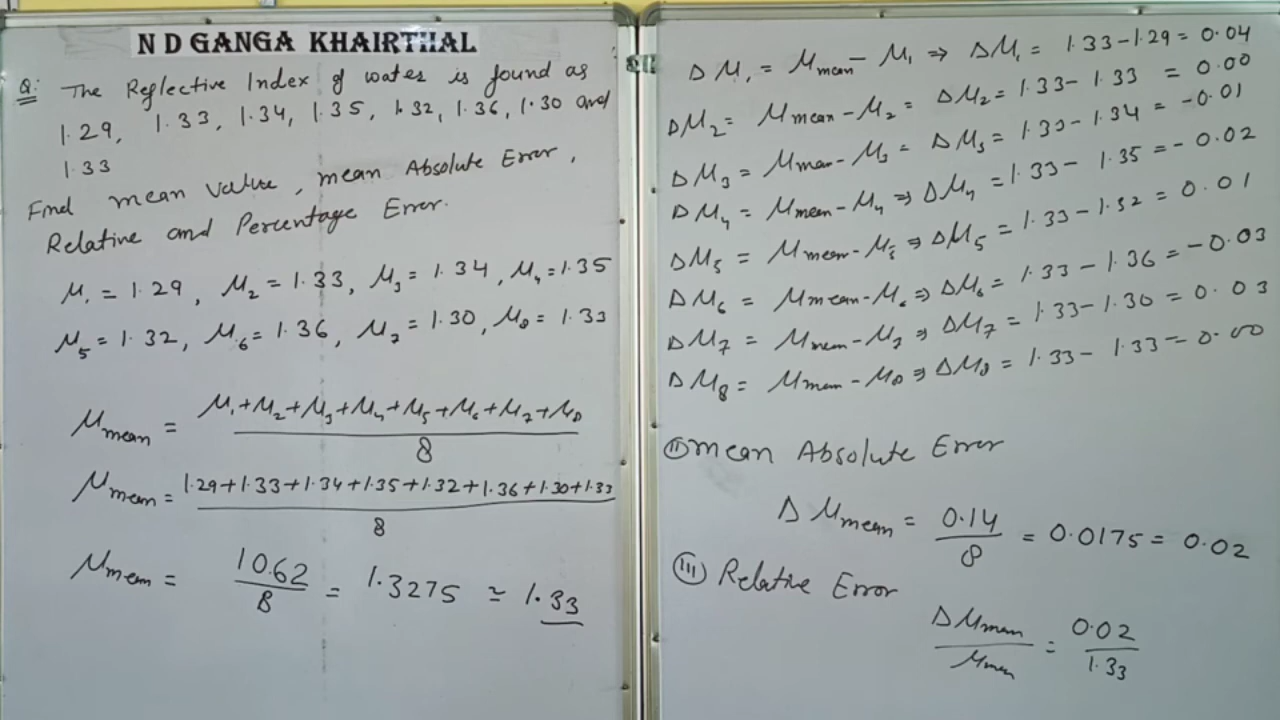 N D GANGA KHAIRTHAL
Q: The Reflective Index of water is found as
1.29, 1.33, 1.34, 1.35, 1.32, 1.36, 1.30 and
1.33
Find mean value, mean Absolute Error,
Relative and Percentage Error.
μ₁ = 1.29, μ₂ = 1.33, μ₃ = 1.34, μ₄ = 1.35
μ₅ = 1.32, μ₆ = 1.36, μ₇ = 1.30, μ₈ = 1.33
μmean = μ₁+μ₂+μ₃+μ₄+μ₅+μ₆+μ₇+μ₈
8
μmean = 1.29+1.33+1.34+1.35+1.32+1.36+1.30+1.33
8
μmean = 10.62/8 = 1.3275 ≃ 1.33
Δμ₁ = μmean - μ₁ ⇒ Δμ₁ = 1.33-1.29 = 0.04
Δμ₂ = μmean - μ₂ = Δμ₂ = 1.33-1.33 = 0.00
Δμ₃ = μmean - μ₃ = Δμ₃ = 1.33-1.34 = -0.01
Δμ₄ = μmean - μ₄ ⇒ Δμ₄ = 1.33-1.35 = -0.02
Δμ₅ = μmean - μ₅ ⇒ Δμ₅ = 1.33-1.32 = 0.01
Δμ₆ = μmean - μ₆ ⇒ Δμ₆ = 1.33-1.36 = -0.03
Δμ₇ = μmean - μ₇ ⇒ Δμ₇ = 1.33-1.30 = 0.03
Δμ₈ = μmean - μ₈ ⇒ Δμ₈ = 1.33-1.33 = 0.00
(II) mean Absolute Error
Δμmean = 0.14/8 = 0.0175 = 0.02
(III) Relative Error
Δμmean/μmean = 0.02/1.33